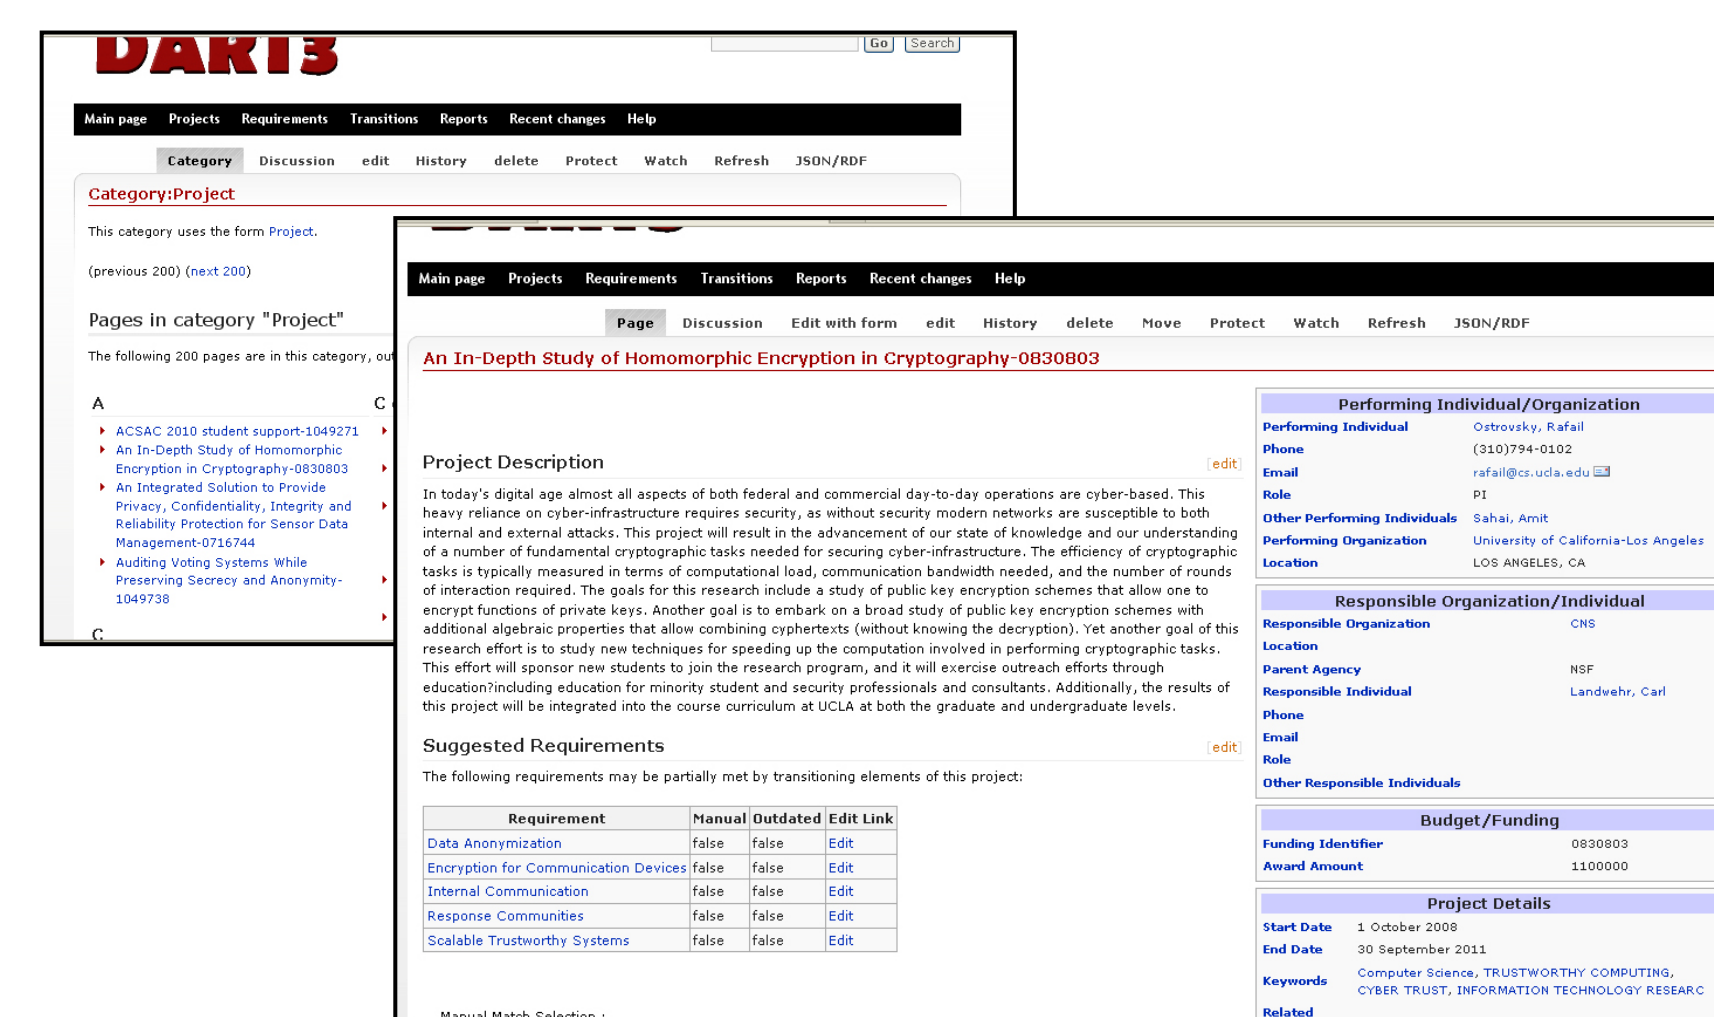 DART3
Go Search
Main page Projects Requirements Transitions Reports Recent changes Help
Category Discussion edit History delete Protect Watch Refresh JSON/RDF
Category:Project
This category uses the form Project.
(previous 200) (next 200)
Pages in category "Project"
The following 200 pages are in this category, out
A
ACSAC 2010 student support-1049271
An In-Depth Study of Homomorphic
Encryption in Cryptography-0830803
An Integrated Solution to Provide
Privacy, Confidentiality, Integrity and
Reliability Protection for Sensor Data
Management-0716744
Auditing Voting Systems While
Preserving Secrecy and Anonymity-
1049738
C
C
Main page Projects Requirements Transitions Reports Recent changes Help
Page Discussion Edit with form edit History delete Move Protect Watch Refresh JSON/RDF
An In-Depth Study of Homomorphic Encryption in Cryptography-0830803
Project Description [edit]
In today's digital age almost all aspects of both federal and commercial day-to-day operations are cyber-based. This
heavy reliance on cyber-infrastructure requires security, as without security modern networks are susceptible to both
internal and external attacks. This project will result in the advancement of our state of knowledge and our understanding
of a number of fundamental cryptographic tasks needed for securing cyber-infrastructure. The efficiency of cryptographic
tasks is typically measured in terms of computational load, communication bandwidth needed, and the number of rounds
of interaction required. The goals for this research include a study of public key encryption schemes that allow one to
encrypt functions of private keys. Another goal is to embark on a broad study of public key encryption schemes with
additional algebraic properties that allow combining cyphertexts (without knowing the decryption). Yet another goal of this
research effort is to study new techniques for speeding up the computation involved in performing cryptographic tasks.
This effort will sponsor new students to join the research program, and it will exercise outreach efforts through
education?including education for minority student and security professionals and consultants. Additionally, the results of
this project will be integrated into the course curriculum at UCLA at both the graduate and undergraduate levels.
Suggested Requirements [edit]
The following requirements may be partially met by transitioning elements of this project:
Requirement Manual Outdated Edit Link
Data Anonymization false false Edit
Encryption for Communication Devices false false Edit
Internal Communication false false Edit
Response Communities false false Edit
Scalable Trustworthy Systems false false Edit
Manual Match Selection :
Performing Individual/Organization
Performing Individual Ostrovsky, Rafail
Phone (310)794-0102
Email rafail@cs.ucla.edu
Role PI
Other Performing Individuals Sahai, Amit
Performing Organization University of California-Los Angeles
Location LOS ANGELES, CA
Responsible Organization/Individual
Responsible Organization CNS
Location
Parent Agency NSF
Responsible Individual Landwehr, Carl
Phone
Email
Role
Other Responsible Individuals
Budget/Funding
Funding Identifier 0830803
Award Amount 1100000
Project Details
Start Date 1 October 2008
End Date 30 September 2011
Keywords Computer Science, TRUSTWORTHY COMPUTING,
CYBER TRUST, INFORMATION TECHNOLOGY RESEARC
Related